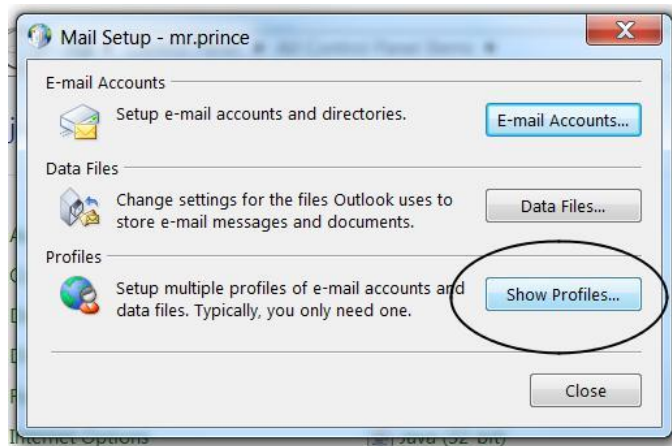 Mail Setup - mr.prince
E-mail Accounts
Setup e-mail accounts and directories.
E-mail Accounts...
Data Files
Change settings for the files Outlook uses to
store e-mail messages and documents.
Data Files...
Profiles
Setup multiple profiles of e-mail accounts and
data files. Typically, you only need one.
Show Profiles...
Close
Internet Options
Java (32-bit)